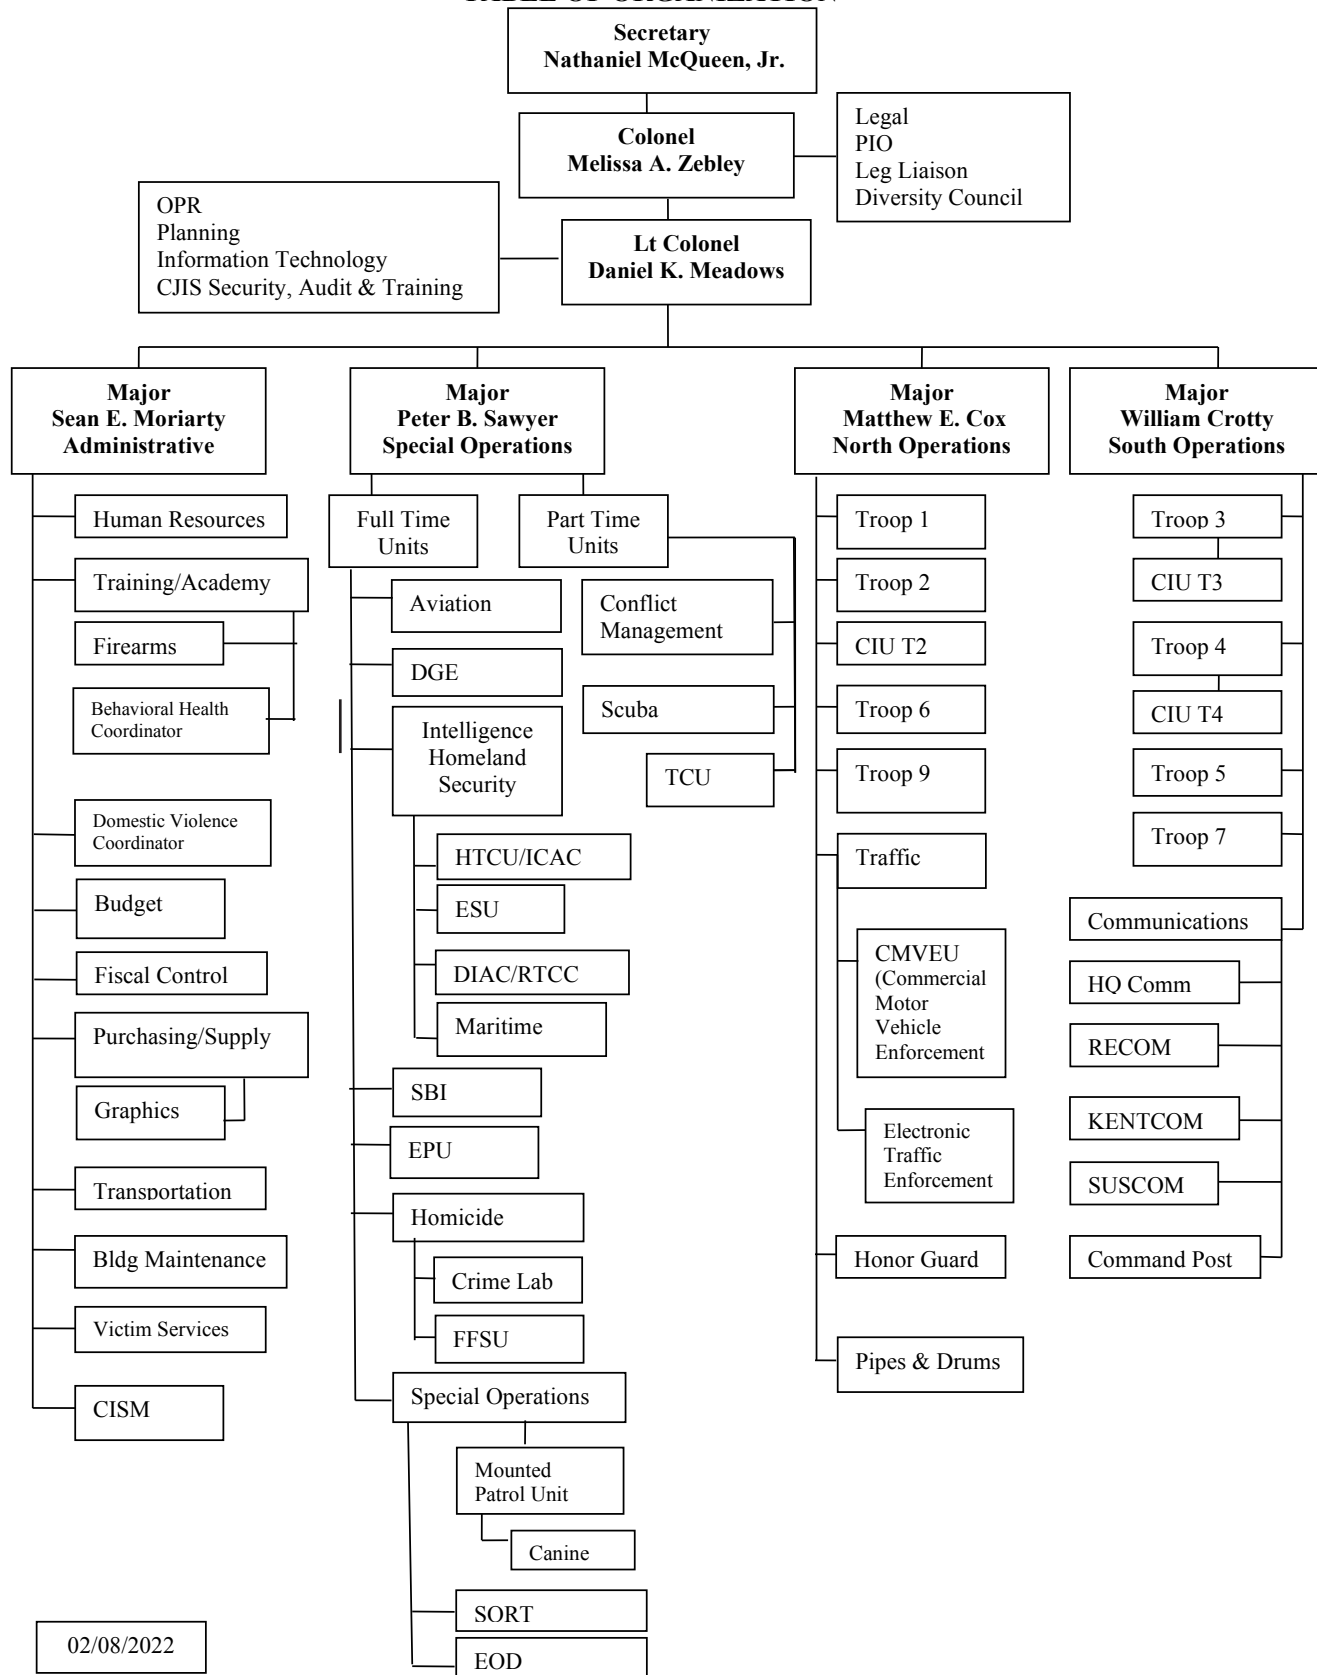 TABLE OF ORGANIZATION
Secretary
Nathaniel McQueen, Jr.
Colonel
Melissa A. Zebley
Legal
PIO
Leg Liaison
Diversity Council
OPR
Planning
Information Technology
CJIS Security, Audit & Training
Lt Colonel
Daniel K. Meadows
Major
Sean E. Moriarty
Administrative
Major
Peter B. Sawyer
Special Operations
Major
Matthew E. Cox
North Operations
Major
William Crotty
South Operations
Human Resources
Training/Academy
Firearms
Behavioral Health
Coordinator
Domestic Violence
Coordinator
Budget
Fiscal Control
Purchasing/Supply
Graphics
Transportation
Bldg Maintenance
Victim Services
CISM
Full Time
Units
Part Time
Units
Aviation
DGE
Intelligence
Homeland
Security
HTCU/ICAC
ESU
DIAC/RTCC
Maritime
SBI
EPU
Homicide
Crime Lab
FFSU
Special Operations
Mounted
Patrol Unit
Canine
SORT
EOD
Conflict
Management
Scuba
TCU
Troop 1
Troop 2
CIU T2
Troop 6
Troop 9
Traffic
CMVEU
(Commercial
Motor
Vehicle
Enforcement
Electronic
Traffic
Enforcement
Honor Guard
Pipes & Drums
Troop 3
CIU T3
Troop 4
CIU T4
Troop 5
Troop 7
Communications
HQ Comm
RECOM
KENTCOM
SUSCOM
Command Post
02/08/2022